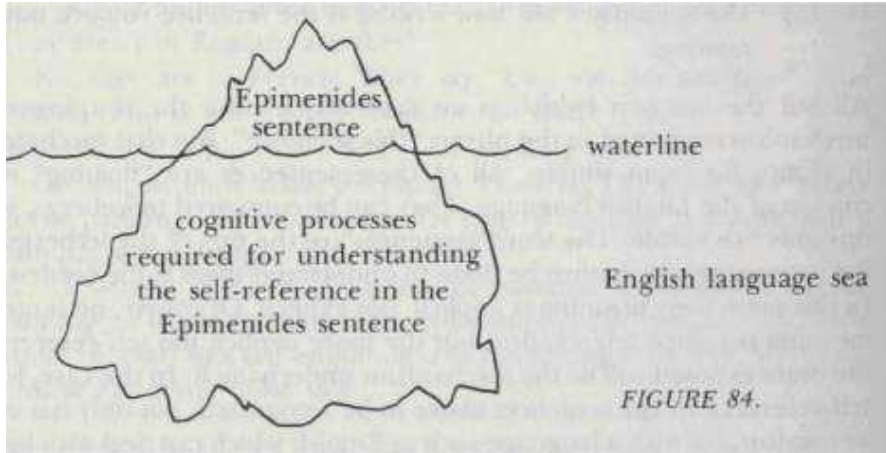 Epimenides
sentence
waterline
cognitive processes
required for understanding
the self-reference in the
Epimenides sentence
English language sea
FIGURE 84.